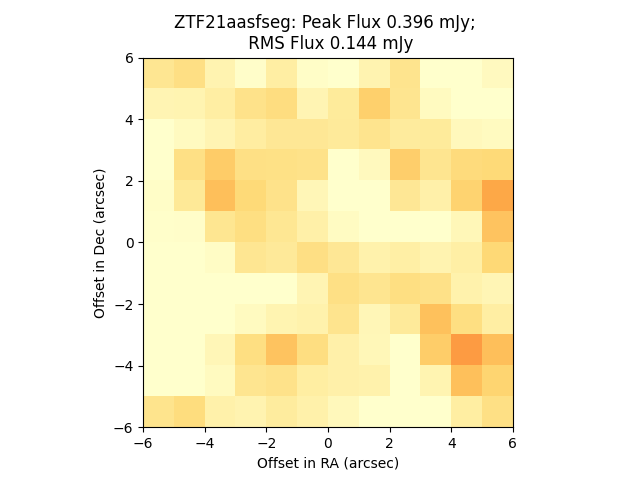 ZTF21aasfseg: Peak Flux 0.396 mJy;
RMS Flux 0.144 mJy
6
4
2
0
−2
−4
−6
Offset in Dec (arcsec)
−6 −4 −2 0 2 4 6
Offset in RA (arcsec)